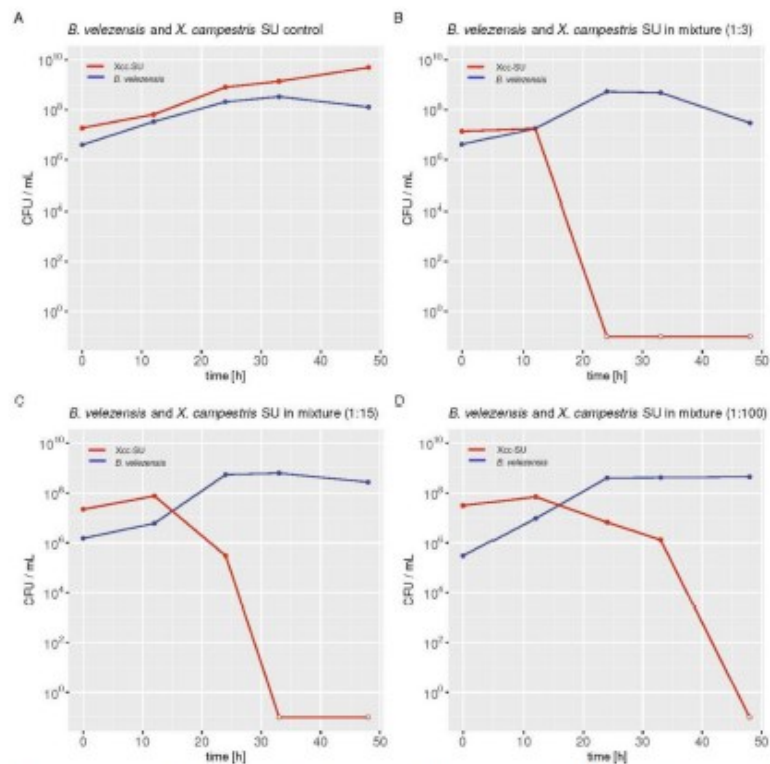 A
B. velezensis and X. campestris SU control
Xcc-SU
B. velezensis
10¹⁰
10⁸
10⁶
10⁴
10²
10⁰
CFU / mL
0 10 20 30 40 50
time [h]
B
B. velezensis and X. campestris SU in mixture (1:3)
Xcc-SU
B. velezensis
10¹⁰
10⁸
10⁶
10⁴
10²
10⁰
CFU / mL
0 10 20 30 40 50
time [h]
C
B. velezensis and X. campestris SU in mixture (1:15)
Xcc-SU
B. velezensis
10¹⁰
10⁸
10⁶
10⁴
10²
10⁰
CFU / mL
0 10 20 30 40 50
time [h]
D
B. velezensis and X. campestris SU in mixture (1:100)
Xcc-SU
B. velezensis
10¹⁰
10⁸
10⁶
10⁴
10²
10⁰
CFU / mL
0 10 20 30 40 50
time [h]